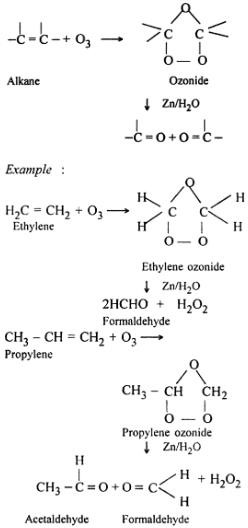 –C = C– + O₃ ⟶ C C
O
O – O
Alkane Ozonide
↓ Zn/H₂O
–C = O + O = C –
Example :
H₂C = CH₂ + O₃ ⟶ H O H
C C
H H
O – O
Ethylene
Ethylene ozonide
↓ Zn/H₂O
2HCHO + H₂O₂
Formaldehyde
CH₃ – CH = CH₂ + O₃ ⟶
Propylene
O
CH₃ – CH CH₂
O – O
Propylene ozonide
↓ Zn/H₂O
H
CH₃ – C = O + O = C H + H₂O₂
H
Acetaldehyde Formaldehyde